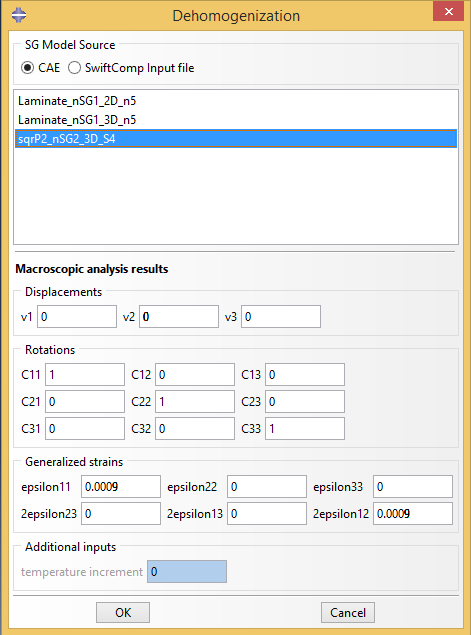 Dehomogenization
SG Model Source
CAE SwiftComp Input file
Laminate_nSG1_2D_n5
Laminate_nSG1_3D_n5
sqrP2_nSG2_3D_S4
Macroscopic analysis results
Displacements
v1 0 v2 0 v3 0
Rotations
C11 1 C12 0 C13 0
C21 0 C22 1 C23 0
C31 0 C32 0 C33 1
Generalized strains
epsilon11 0.0009 epsilon22 0 epsilon33 0
2epsilon23 0 2epsilon13 0 2epsilon12 0.0009
Additional inputs
temperature increment 0
OK Cancel